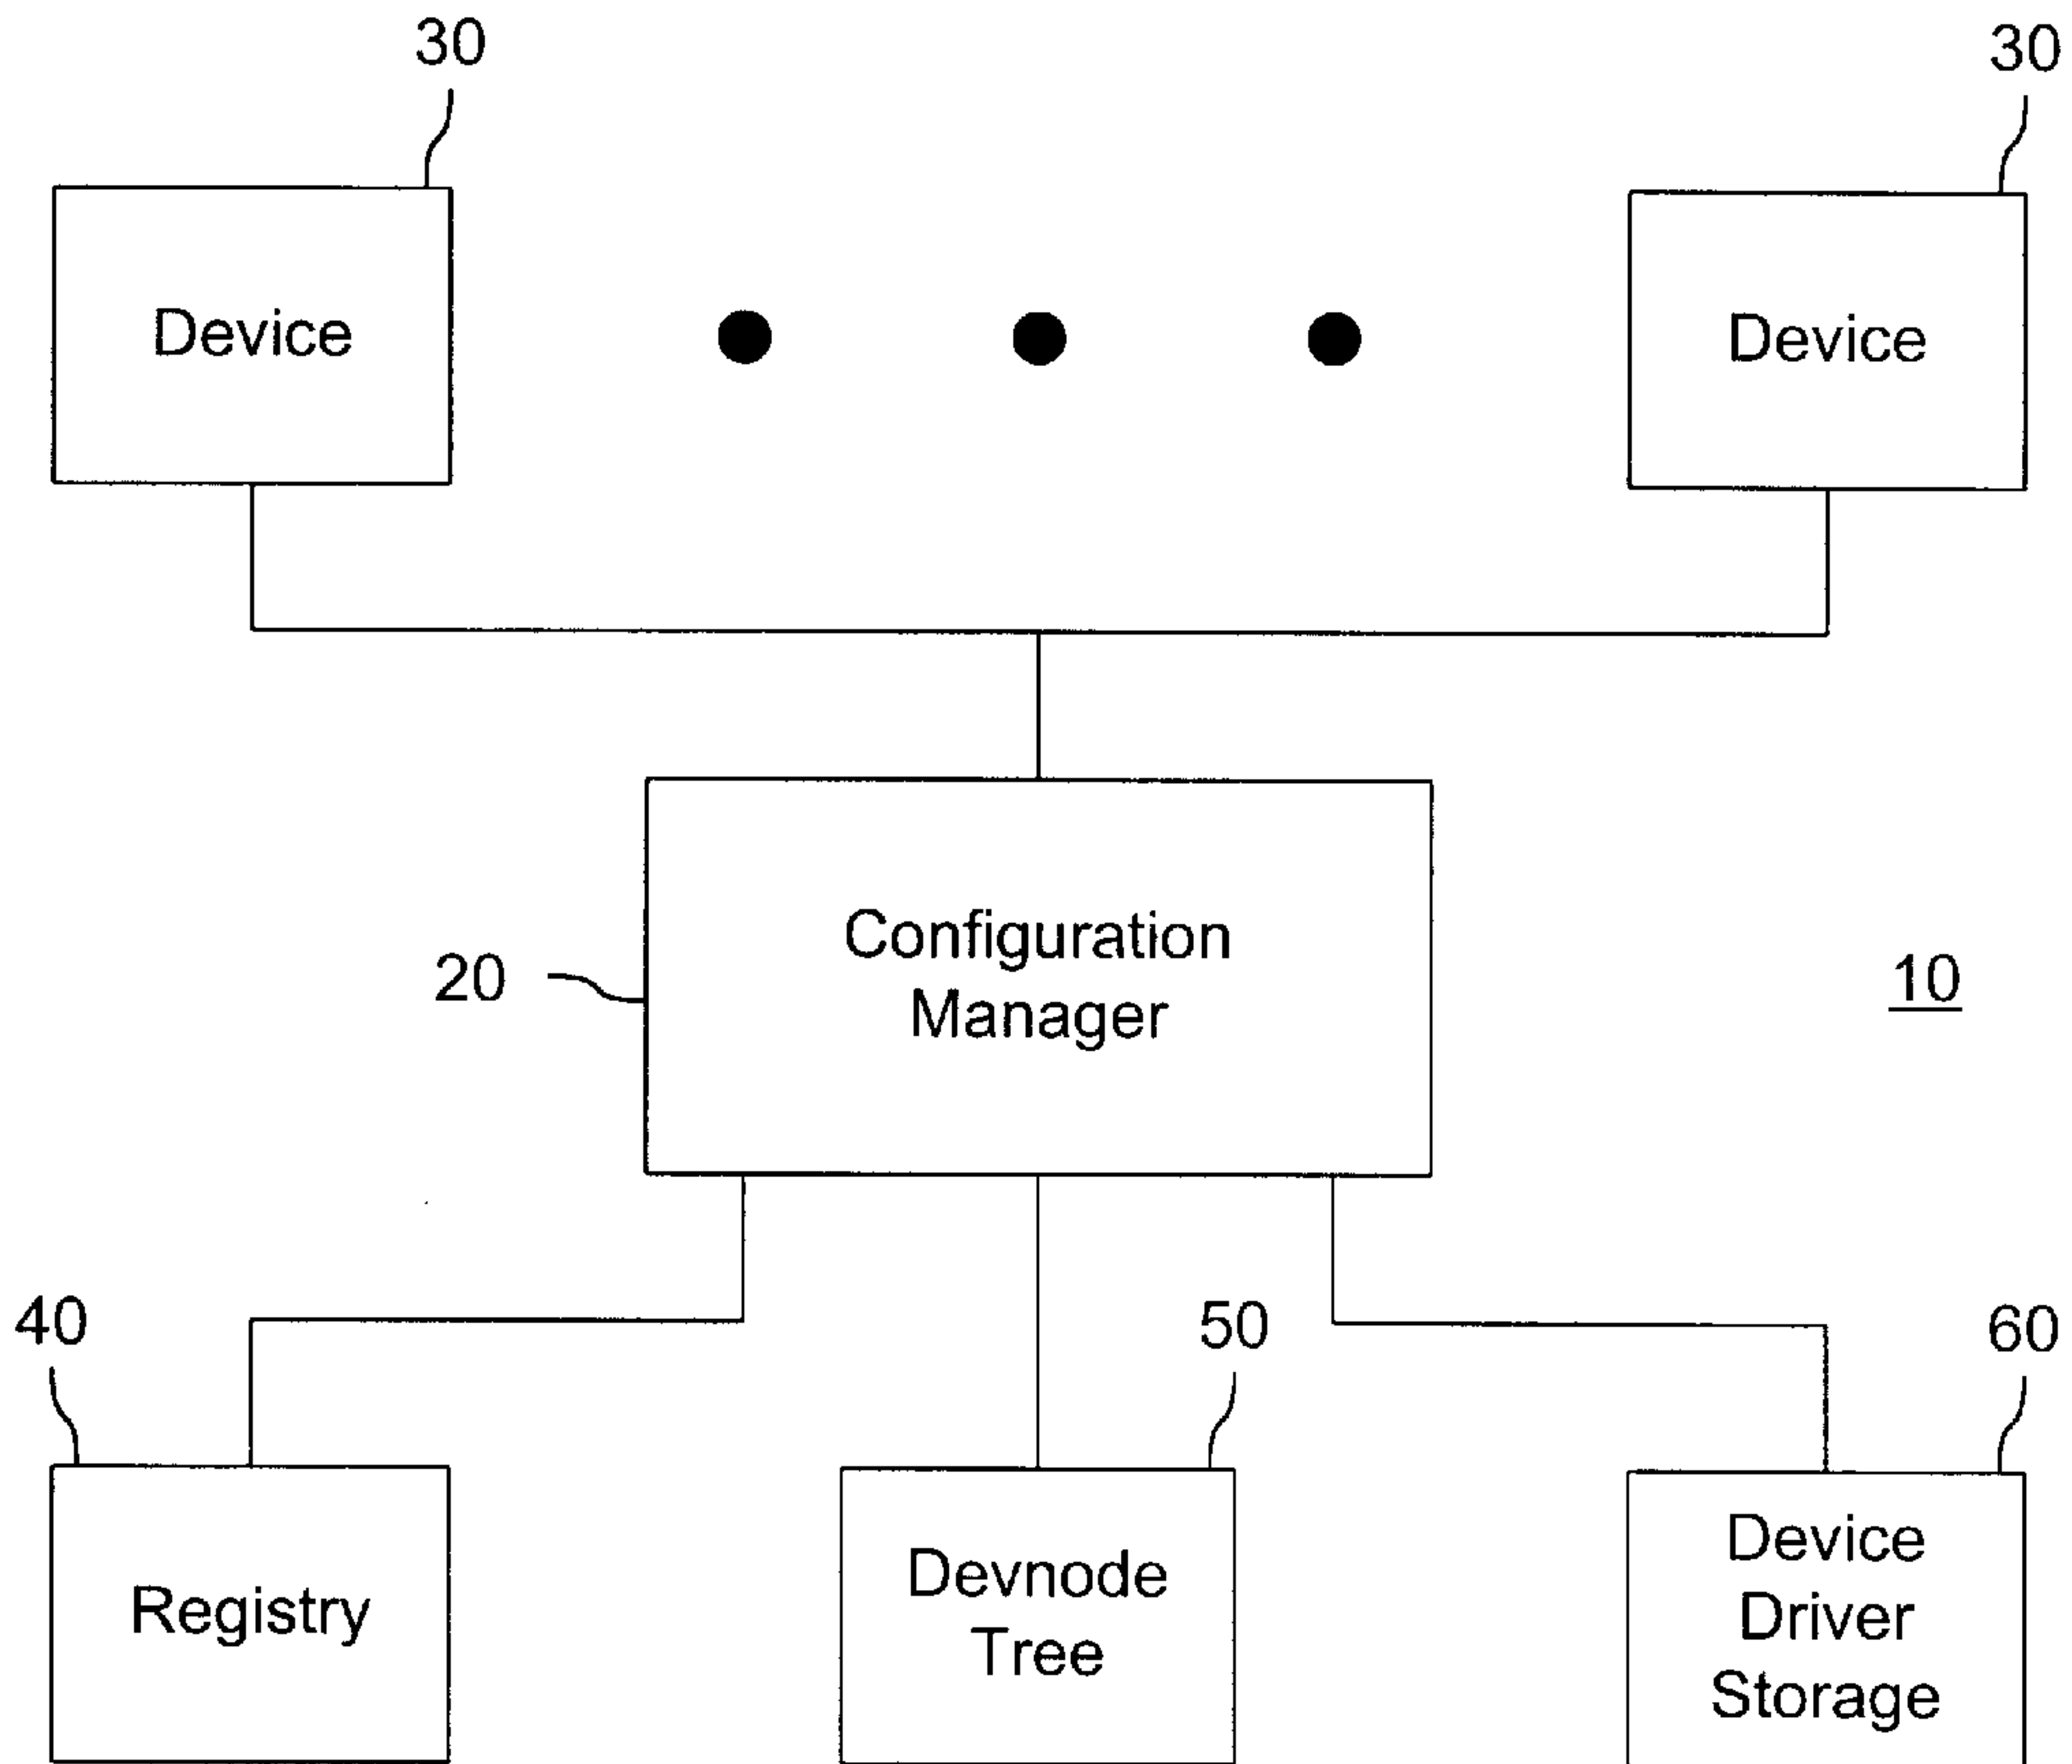 30
30
Device
Device
Configuration
Manager
20
10
40
50
60
Registry
Devnode
Tree
Device
Driver
Storage